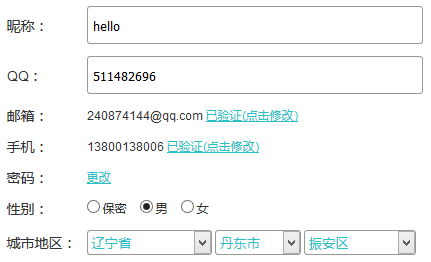 昵称： hello
QQ： 511482696
邮箱： 240874144@qq.com 已验证(点击修改)
手机： 13800138006 已验证(点击修改)
密码： 更改
性别： 保密 男 女
城市地区： 辽宁省 丹东市 振安区